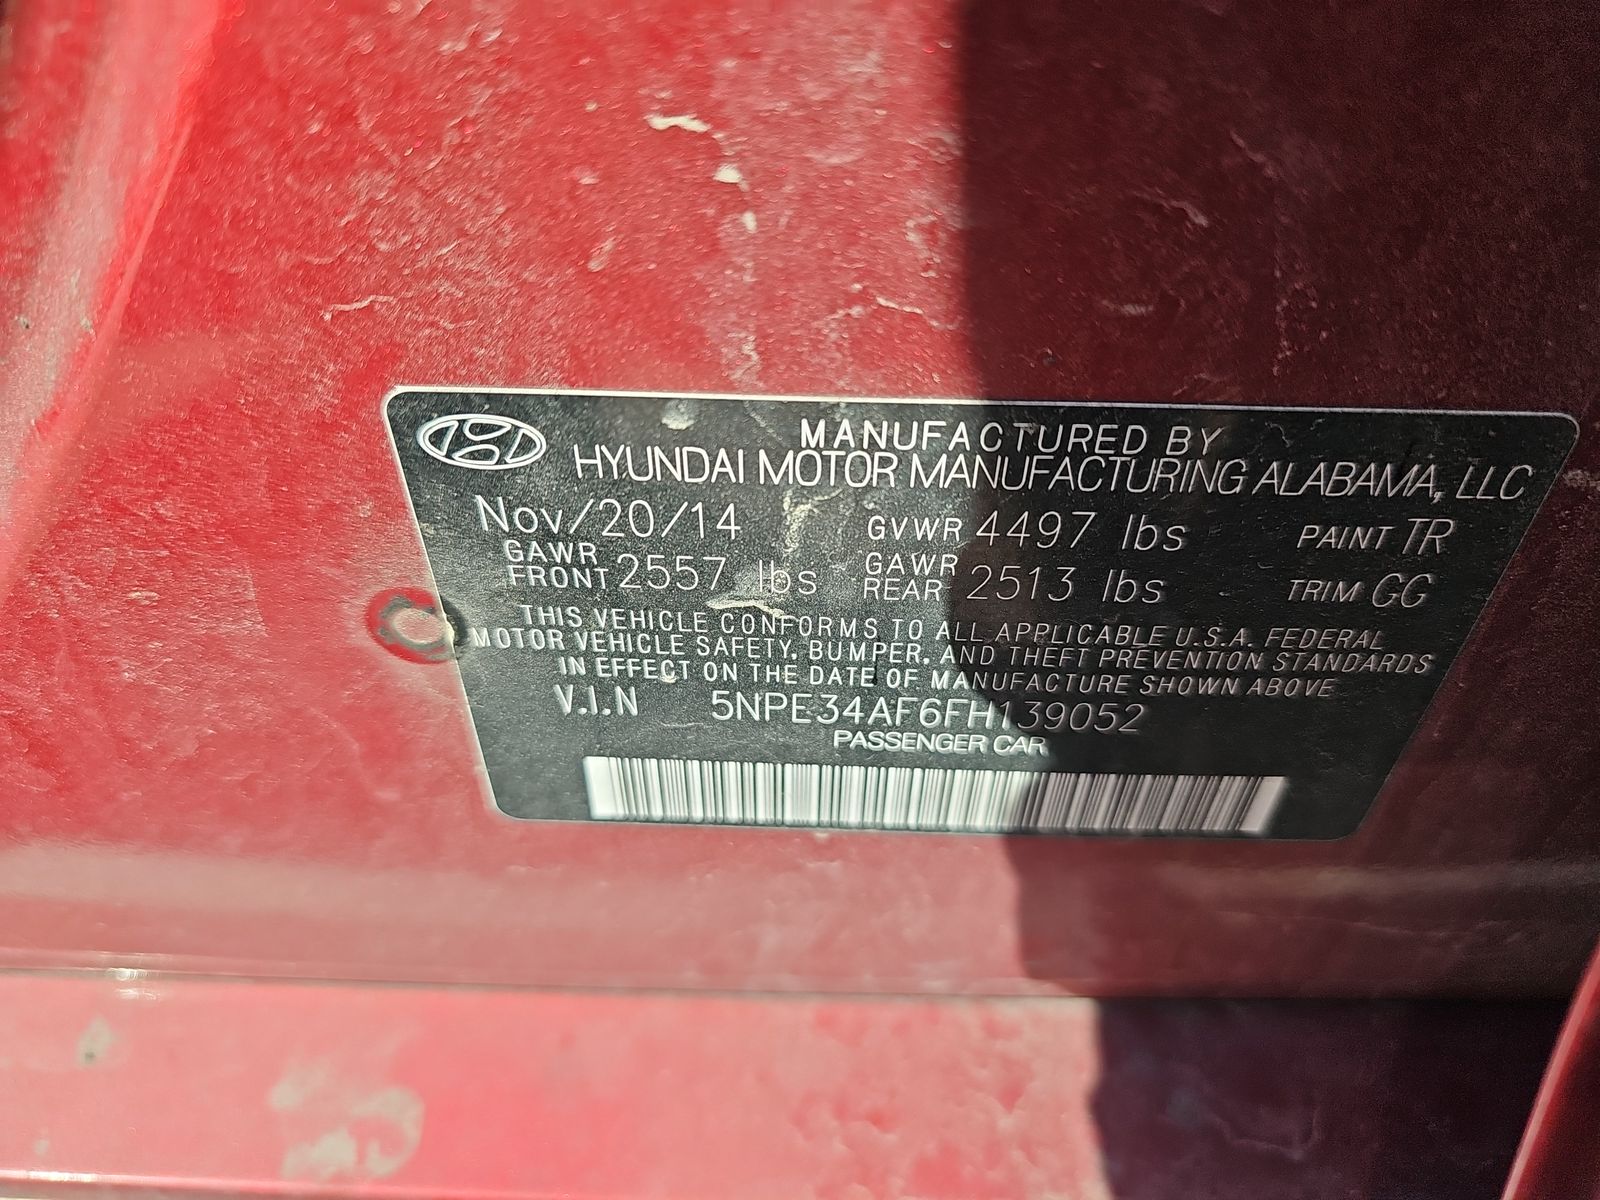 MANUFACTURED BY
HYUNDAI MOTOR MANUFACTURING ALABAMA, LLC
Nov/20/14 GVWR 4497 lbs PAINT TR
GAWR FRONT 2557 lbs GAWR REAR 2513 lbs TRIM GG
THIS VEHICLE CONFORMS TO ALL APPLICABLE U.S.A. FEDERAL
MOTOR VEHICLE SAFETY, BUMPER, AND THEFT PREVENTION STANDARDS
IN EFFECT ON THE DATE OF MANUFACTURE SHOWN ABOVE
V.I.N 5NPE34AF6FH139052
PASSENGER CAR